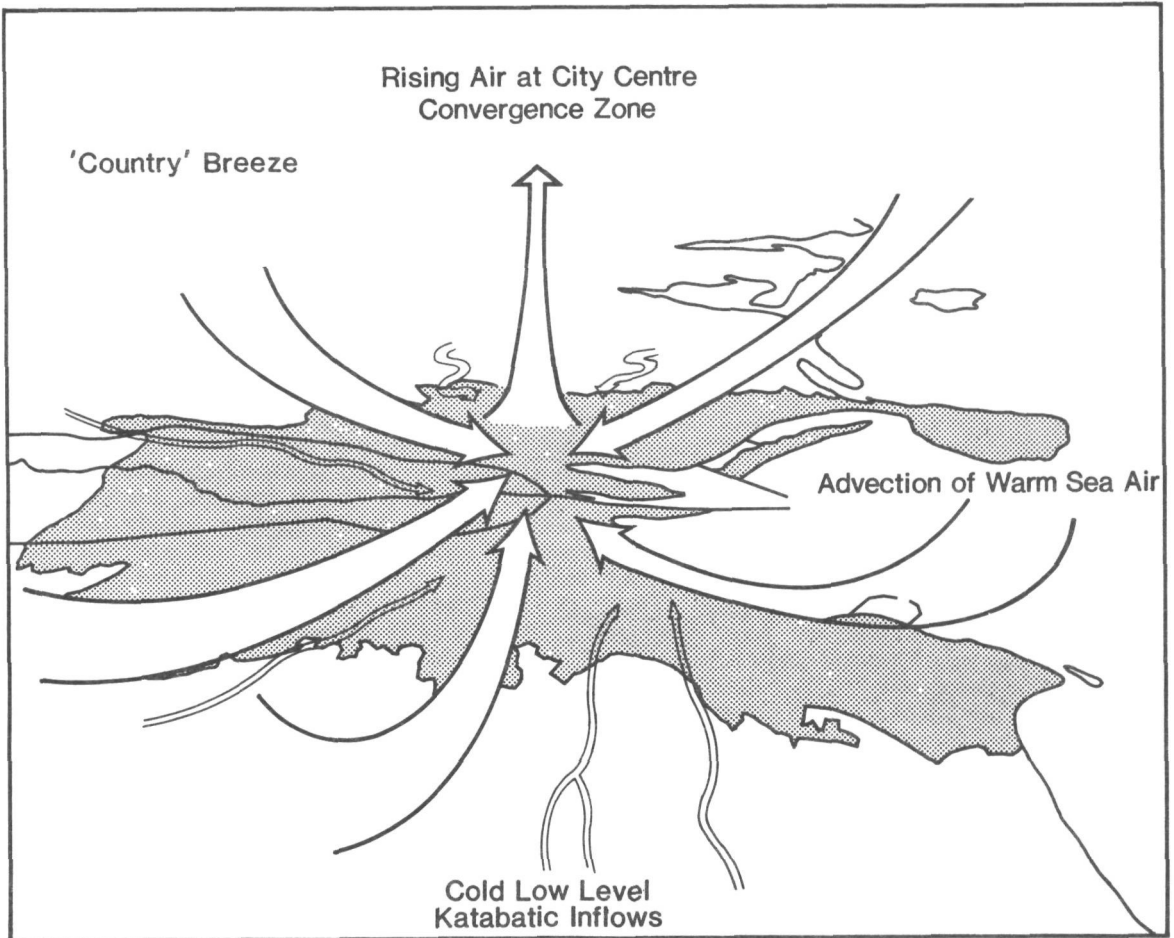 Rising Air at City Centre
Convergence Zone
'Country' Breeze
Advection of Warm Sea Air
Cold Low Level
Katabatic Inflows